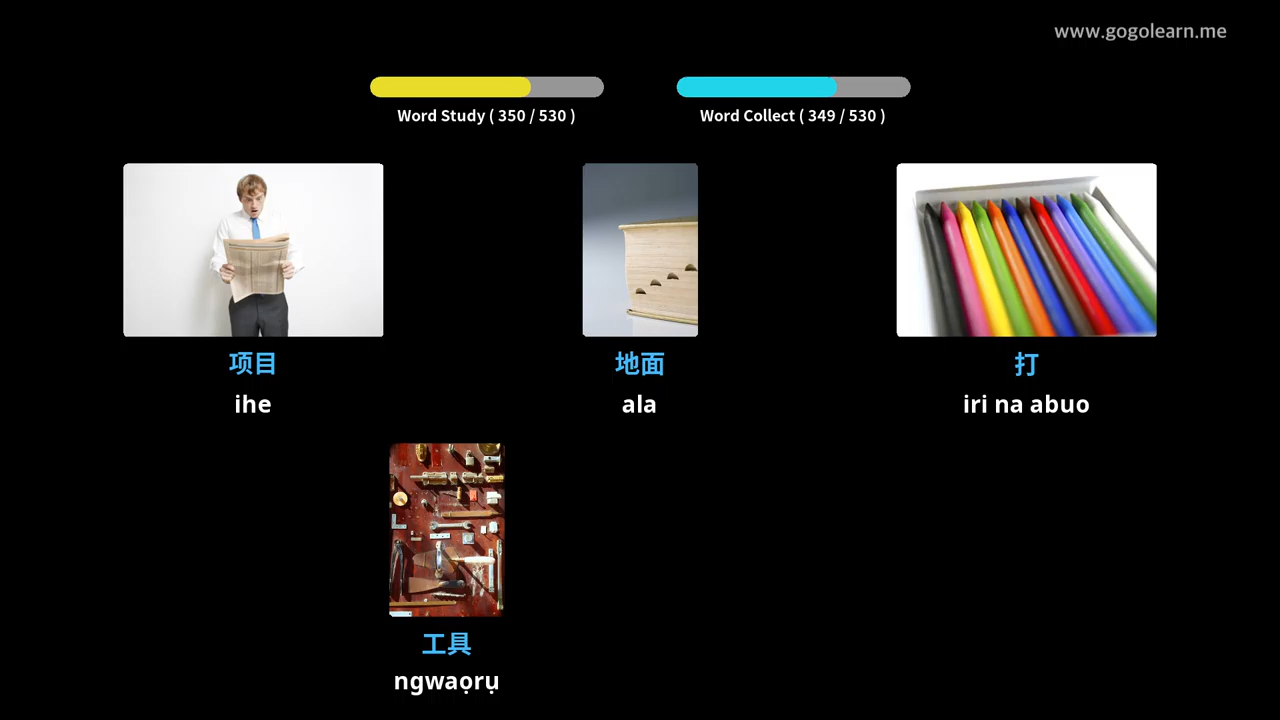 www.gogolearn.me
Word Study ( 350 / 530 )
Word Collect ( 349 / 530 )
项目
地面
打
ihe
ala
iri na abuo
工具
ngwaọrụ